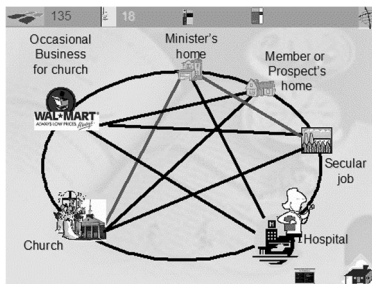 135
18
Occasional
Business
for church
Minister's
home
Member or
Prospect's
home
WAL★MART
ALWAYS LOW PRICES.
Secular
job
Church
Hospital